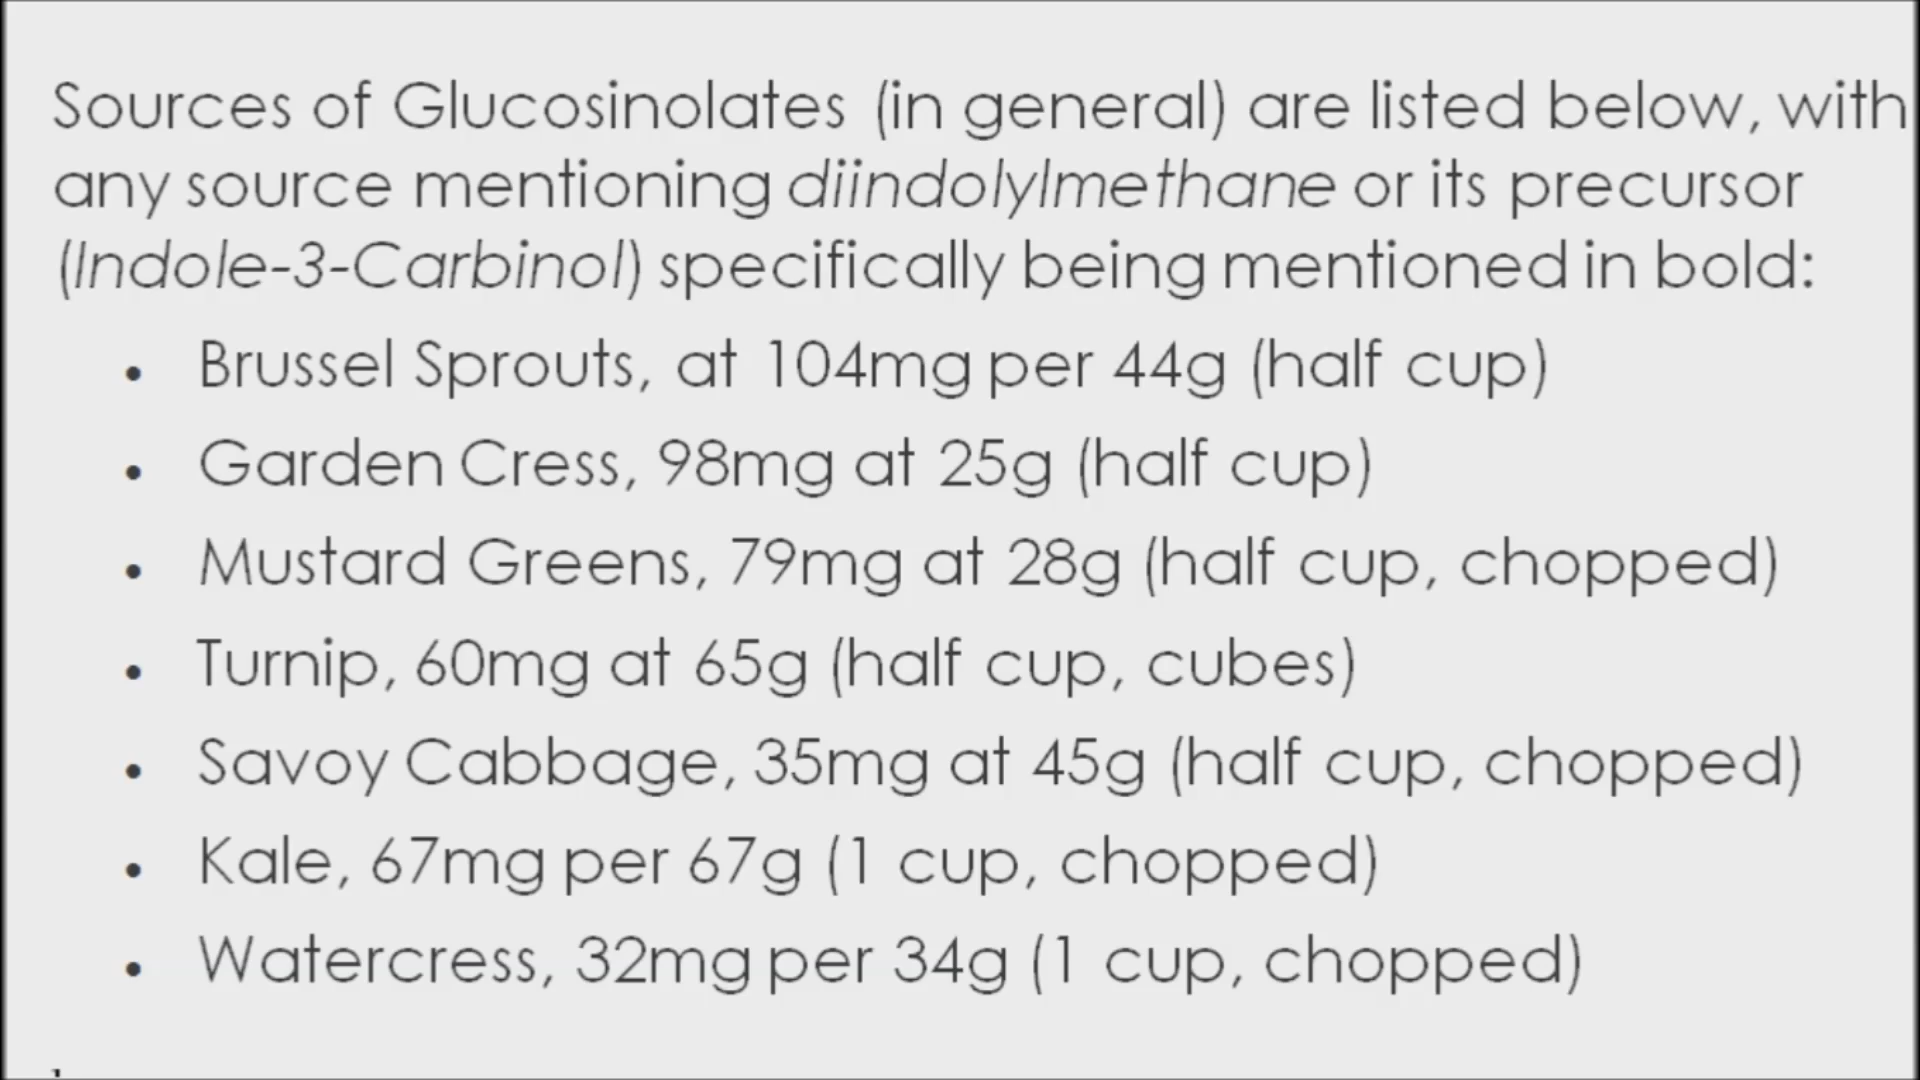 Sources of Glucosinolates (in general) are listed below, with
any source mentioning diindolylmethane or its precursor
(Indole-3-Carbinol) specifically being mentioned in bold:
• Brussel Sprouts, at 104mg per 44g (half cup)
• Garden Cress, 98mg at 25g (half cup)
• Mustard Greens, 79mg at 28g (half cup, chopped)
• Turnip, 60mg at 65g (half cup, cubes)
• Savoy Cabbage, 35mg at 45g (half cup, chopped)
• Kale, 67mg per 67g (1 cup, chopped)
• Watercress, 32mg per 34g (1 cup, chopped)